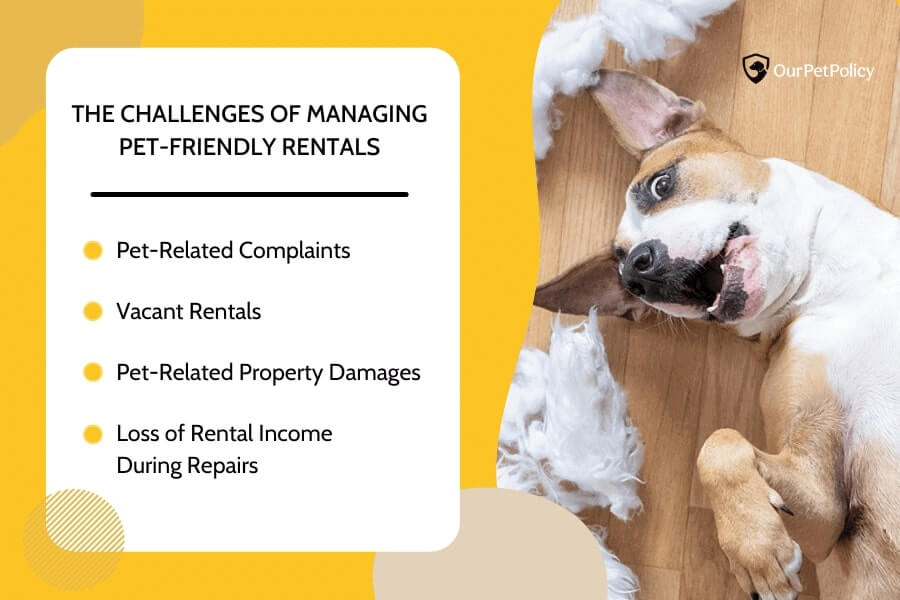 THE CHALLENGES OF MANAGING
PET-FRIENDLY RENTALS
Pet-Related Complaints
Vacant Rentals
Pet-Related Property Damages
Loss of Rental Income
During Repairs
OurPetPolicy